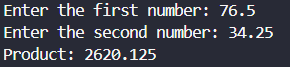 Enter the first number: 76.5
Enter the second number: 34.25
Product: 2620.125